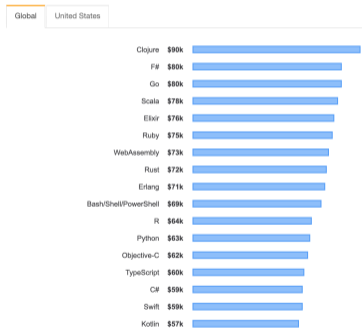 Global United States
Clojure $90k
F# $80k
Go $80k
Scala $78k
Elixir $76k
Ruby $75k
WebAssembly $73k
Rust $72k
Erlang $71k
Bash/Shell/PowerShell $69k
R $64k
Python $63k
Objective-C $62k
TypeScript $60k
C# $59k
Swift $59k
Kotlin $57k